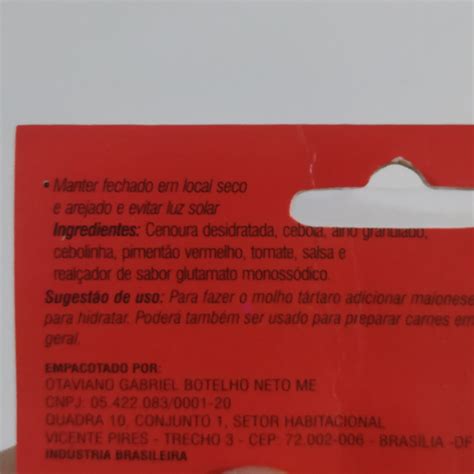 • Manter fechado em local seco
e arejado e evitar luz solar
Ingredientes: Cenoura desidratada, cebola, alho granulado,
cebolinha, pimentão vermelho, tomate, salsa e
realçador de sabor glutamato monossódico.
Sugestão de uso: Para fazer o molho tártaro adicionar maionese
para hidratar. Poderá também ser usado para preparar carnes em
geral.
EMPACOTADO POR:
OTAVIANO GABRIEL BOTELHO NETO ME
CNPJ: 05.422.083/0001-20
QUADRA 10, CONJUNTO 1, SETOR HABITACIONAL
VICENTE PIRES - TRECHO 3 - CEP: 72.002-006 - BRASÍLIA -DF
INDUSTRIA BRASILEIRA